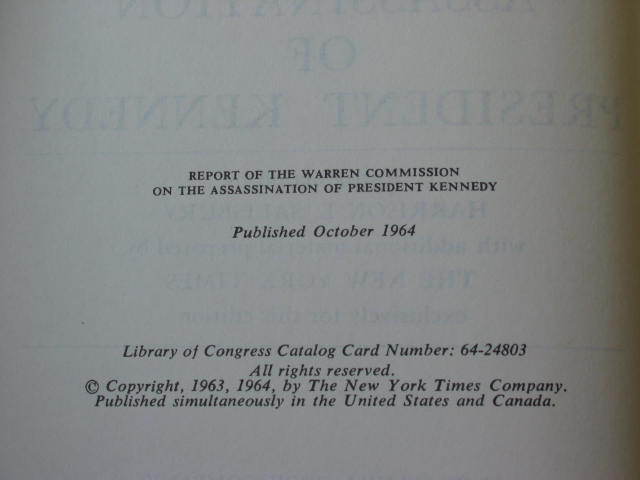 REPORT OF THE WARREN COMMISSION
ON THE ASSASSINATION OF PRESIDENT KENNEDY
Published October 1964
Library of Congress Catalog Card Number: 64-24803
All rights reserved.
© Copyright, 1963, 1964, by The New York Times Company.
Published simultaneously in the United States and Canada.